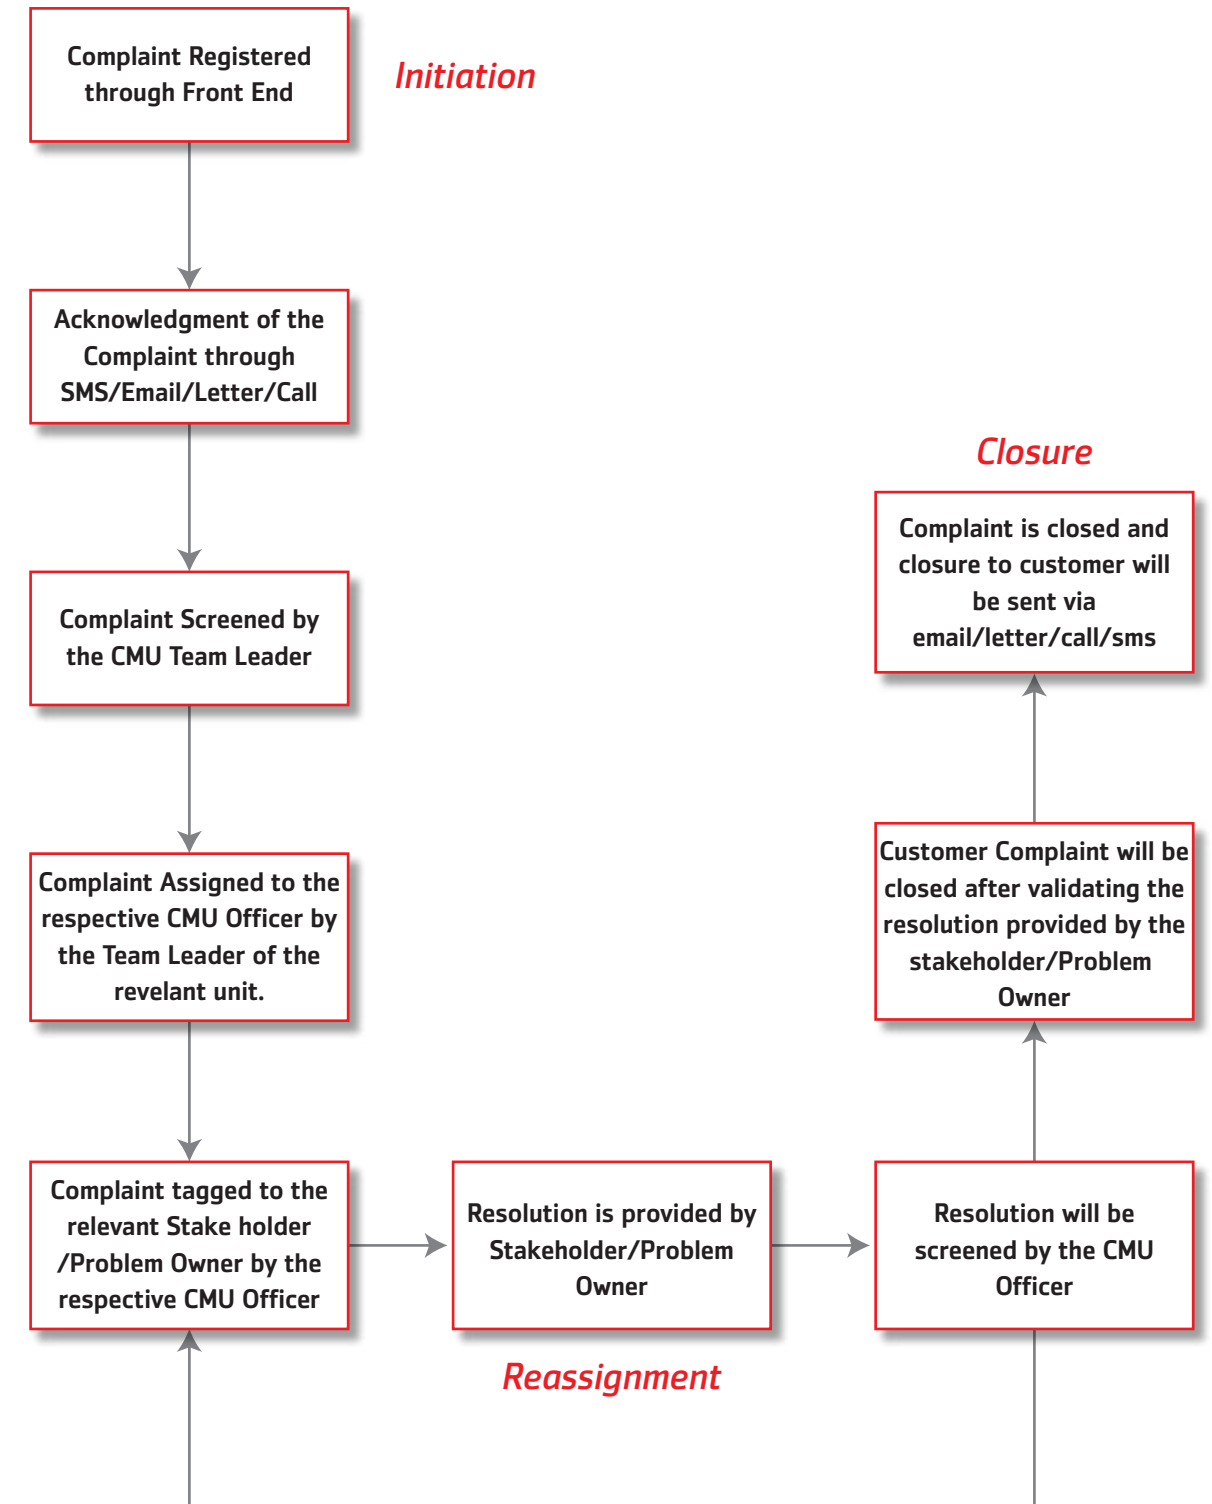 Complaint Registered
through Front End
Initiation
Acknowledgment of the
Complaint through
SMS/Email/Letter/Call
Complaint Screened by
the CMU Team Leader
Complaint Assigned to the
respective CMU Officer by
the Team Leader of the
revelant unit.
Complaint tagged to the
relevant Stake holder
/Problem Owner by the
respective CMU Officer
Resolution is provided by
Stakeholder/Problem
Owner
Reassignment
Resolution will be
screened by the CMU
Officer
Customer Complaint will be
closed after validating the
resolution provided by the
stakeholder/Problem
Owner
Closure
Complaint is closed and
closure to customer will
be sent via
email/letter/call/sms